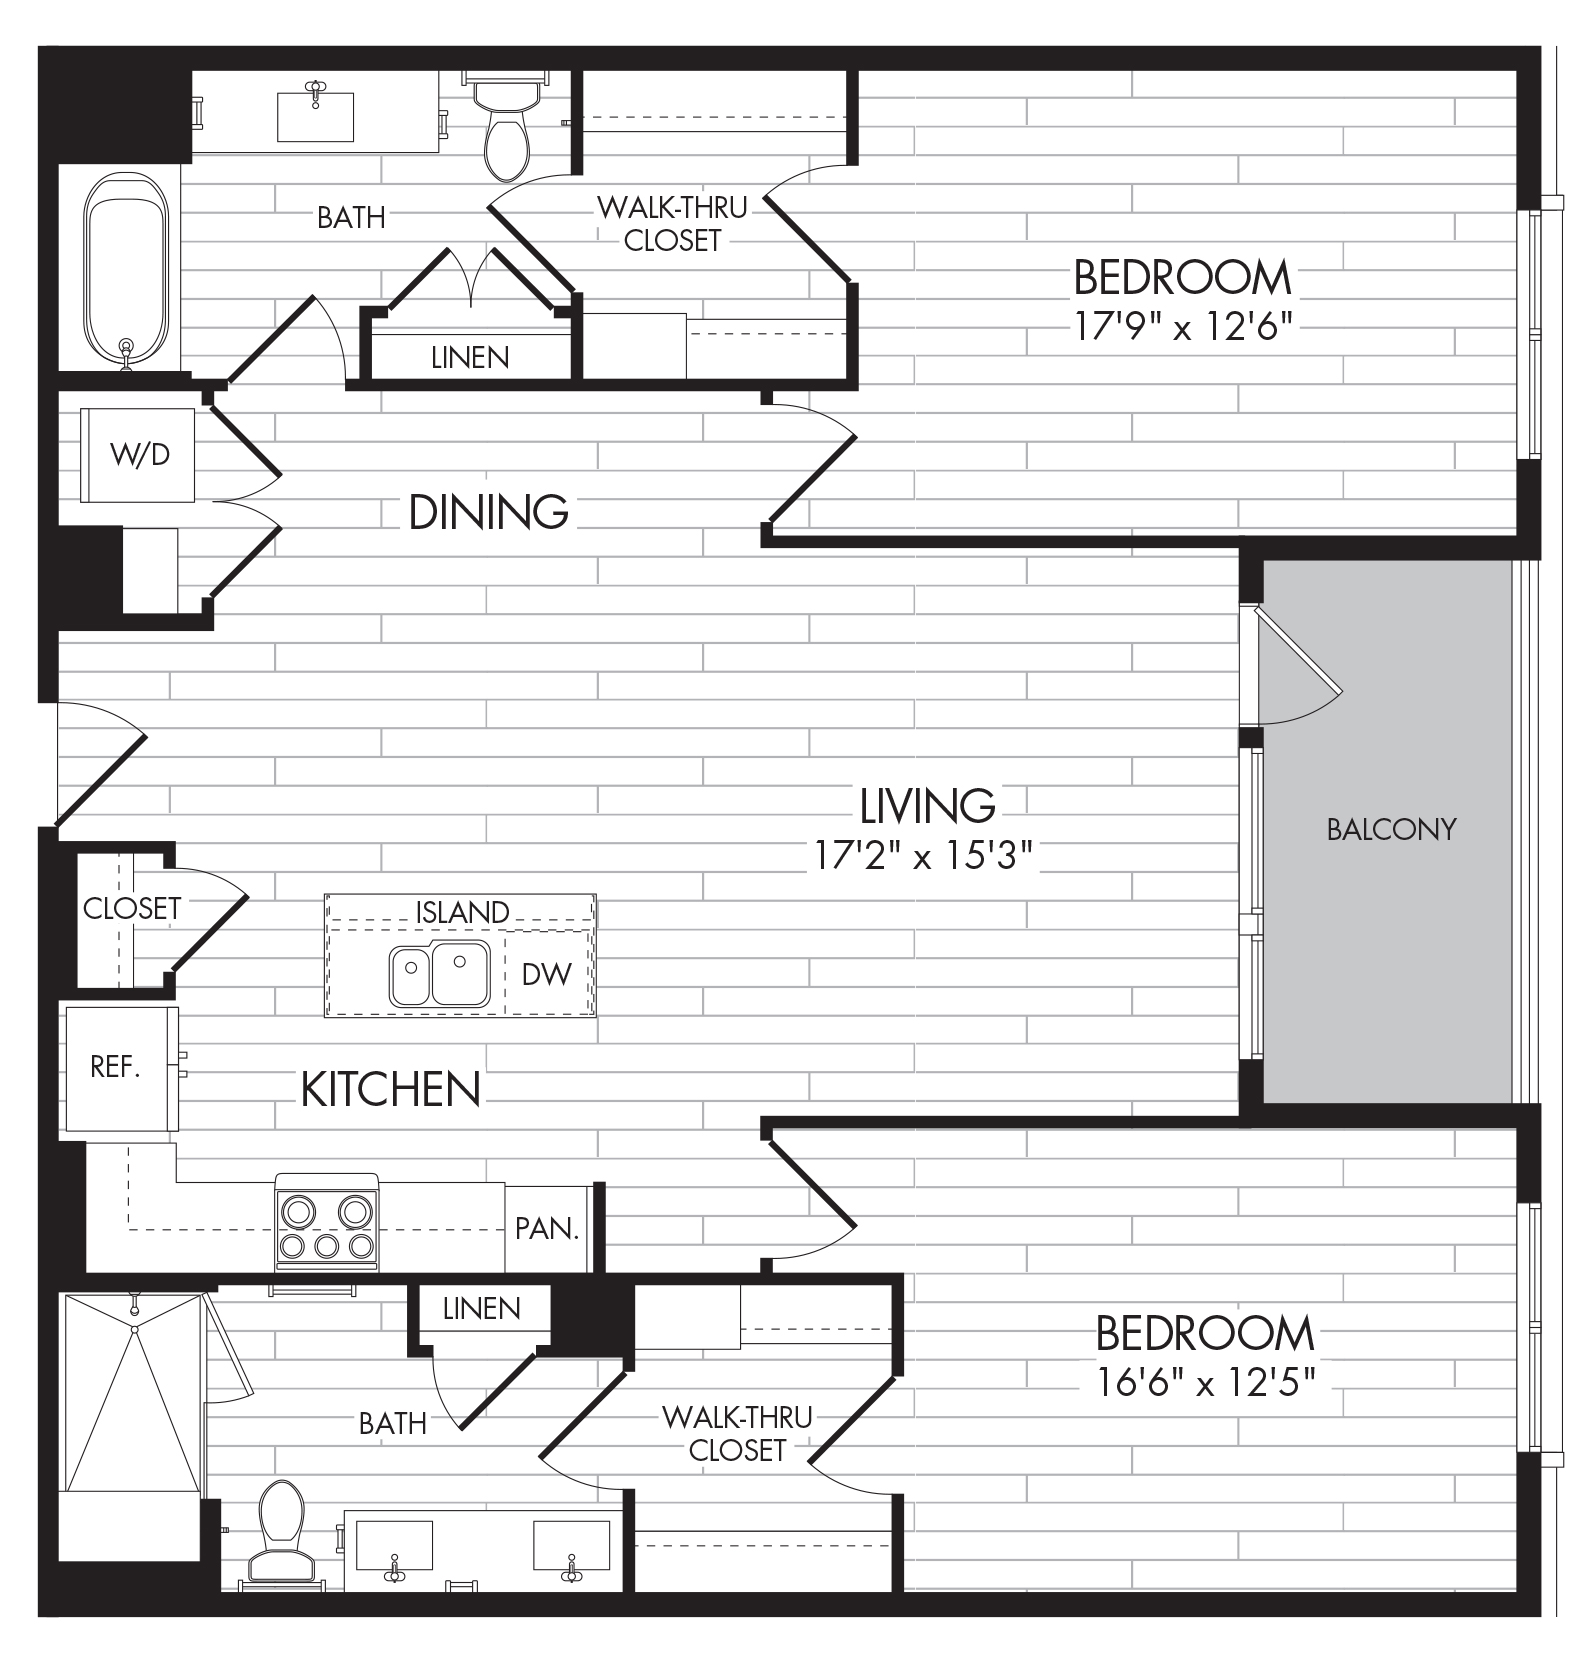 BATH
WALK-THRU
CLOSET
BEDROOM
17'9" x 12'6"
LINEN
W/D
DINING
LIVING
17'2" x 15'3"
BALCONY
CLOSET
ISLAND
DW
REF.
KITCHEN
PAN.
LINEN
BEDROOM
16'6" x 12'5"
BATH
WALK-THRU
CLOSET